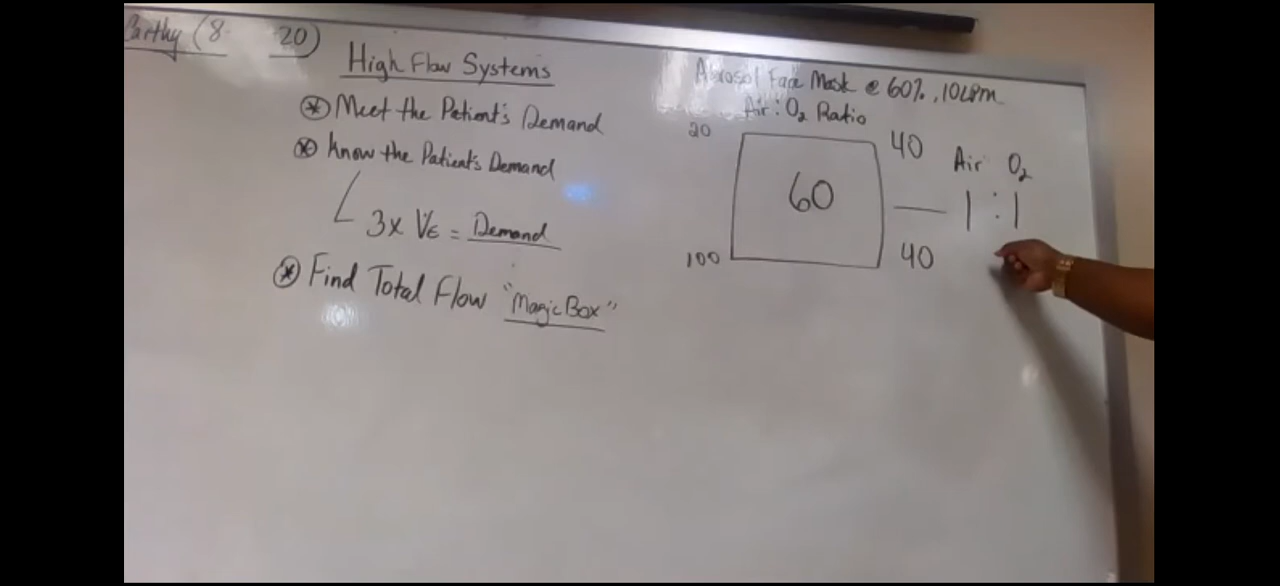 Carthy (8 20)
High Flow Systems
* Meet the Patient's Demand
* Know the Patient's Demand
3x V̇E = Demand
* Find Total Flow "Magic Box"
Aerosol Face Mask @ 60%, 10LPM
Air : O2 Ratio
20 40
60
100 40
Air O2
1 : 1